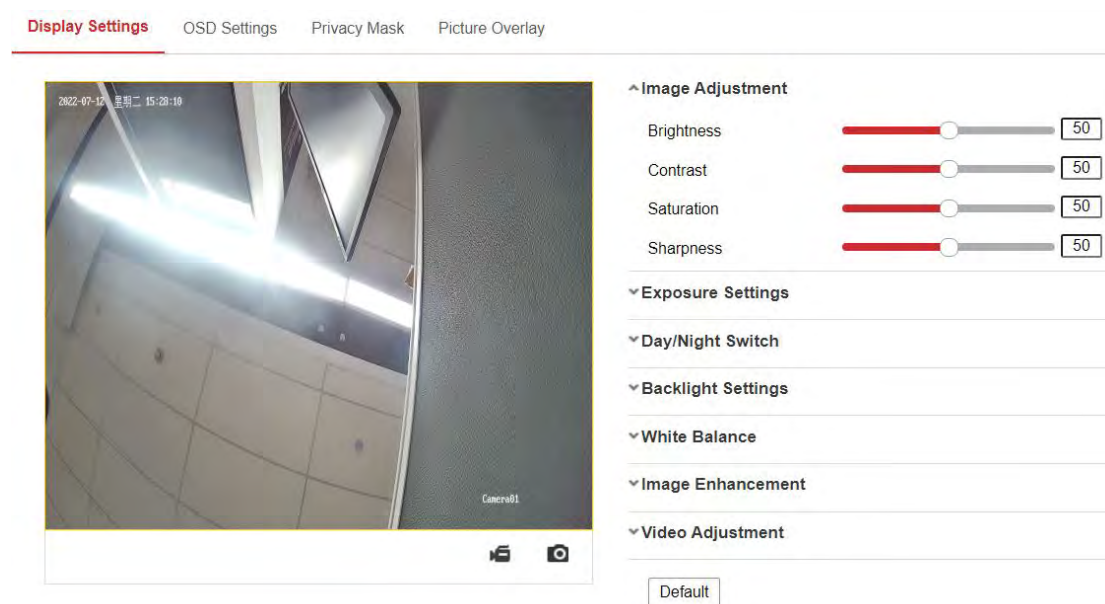 Display Settings OSD Settings Privacy Mask Picture Overlay
2022-07-12 星期二 15:28:10
Camera01
Image Adjustment
Brightness 50
Contrast 50
Saturation 50
Sharpness 50
Exposure Settings
Day/Night Switch
Backlight Settings
White Balance
Image Enhancement
Video Adjustment
Default